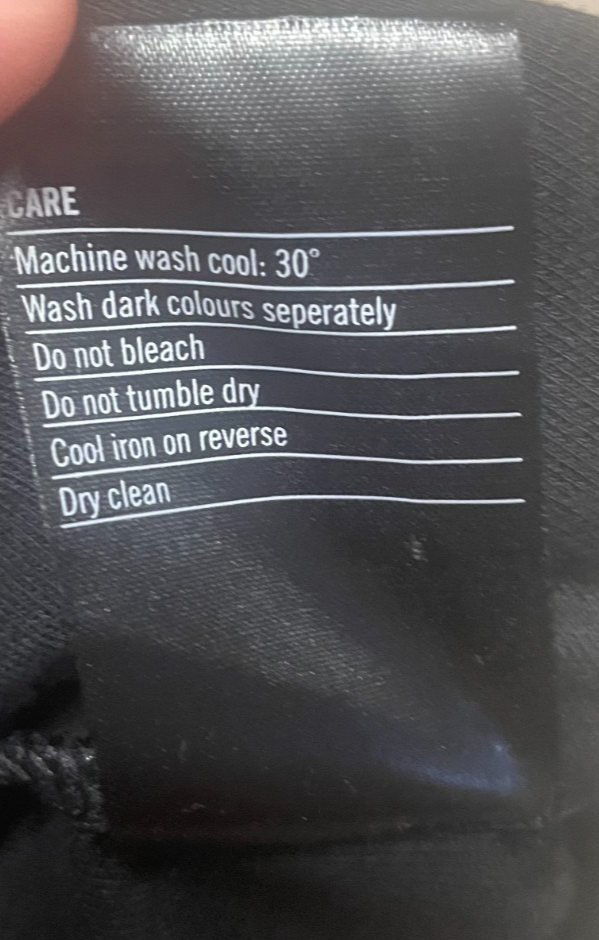 CARE
Machine wash cool: 30°
Wash dark colours seperately
Do not bleach
Do not tumble dry
Cool iron on reverse
Dry clean